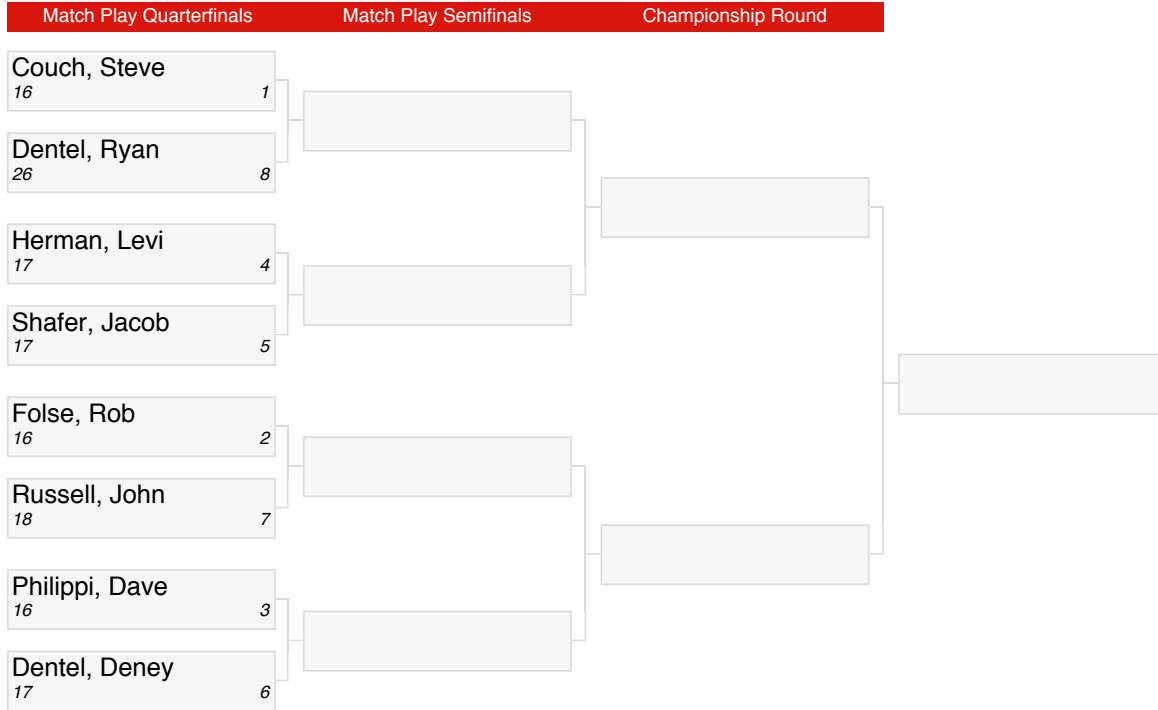 Match Play Quarterfinals Match Play Semifinals Championship Round
Couch, Steve
16 1
Dentel, Ryan
26 8
Herman, Levi
17 4
Shafer, Jacob
17 5
Folse, Rob
16 2
Russell, John
18 7
Philippi, Dave
16 3
Dentel, Deney
17 6